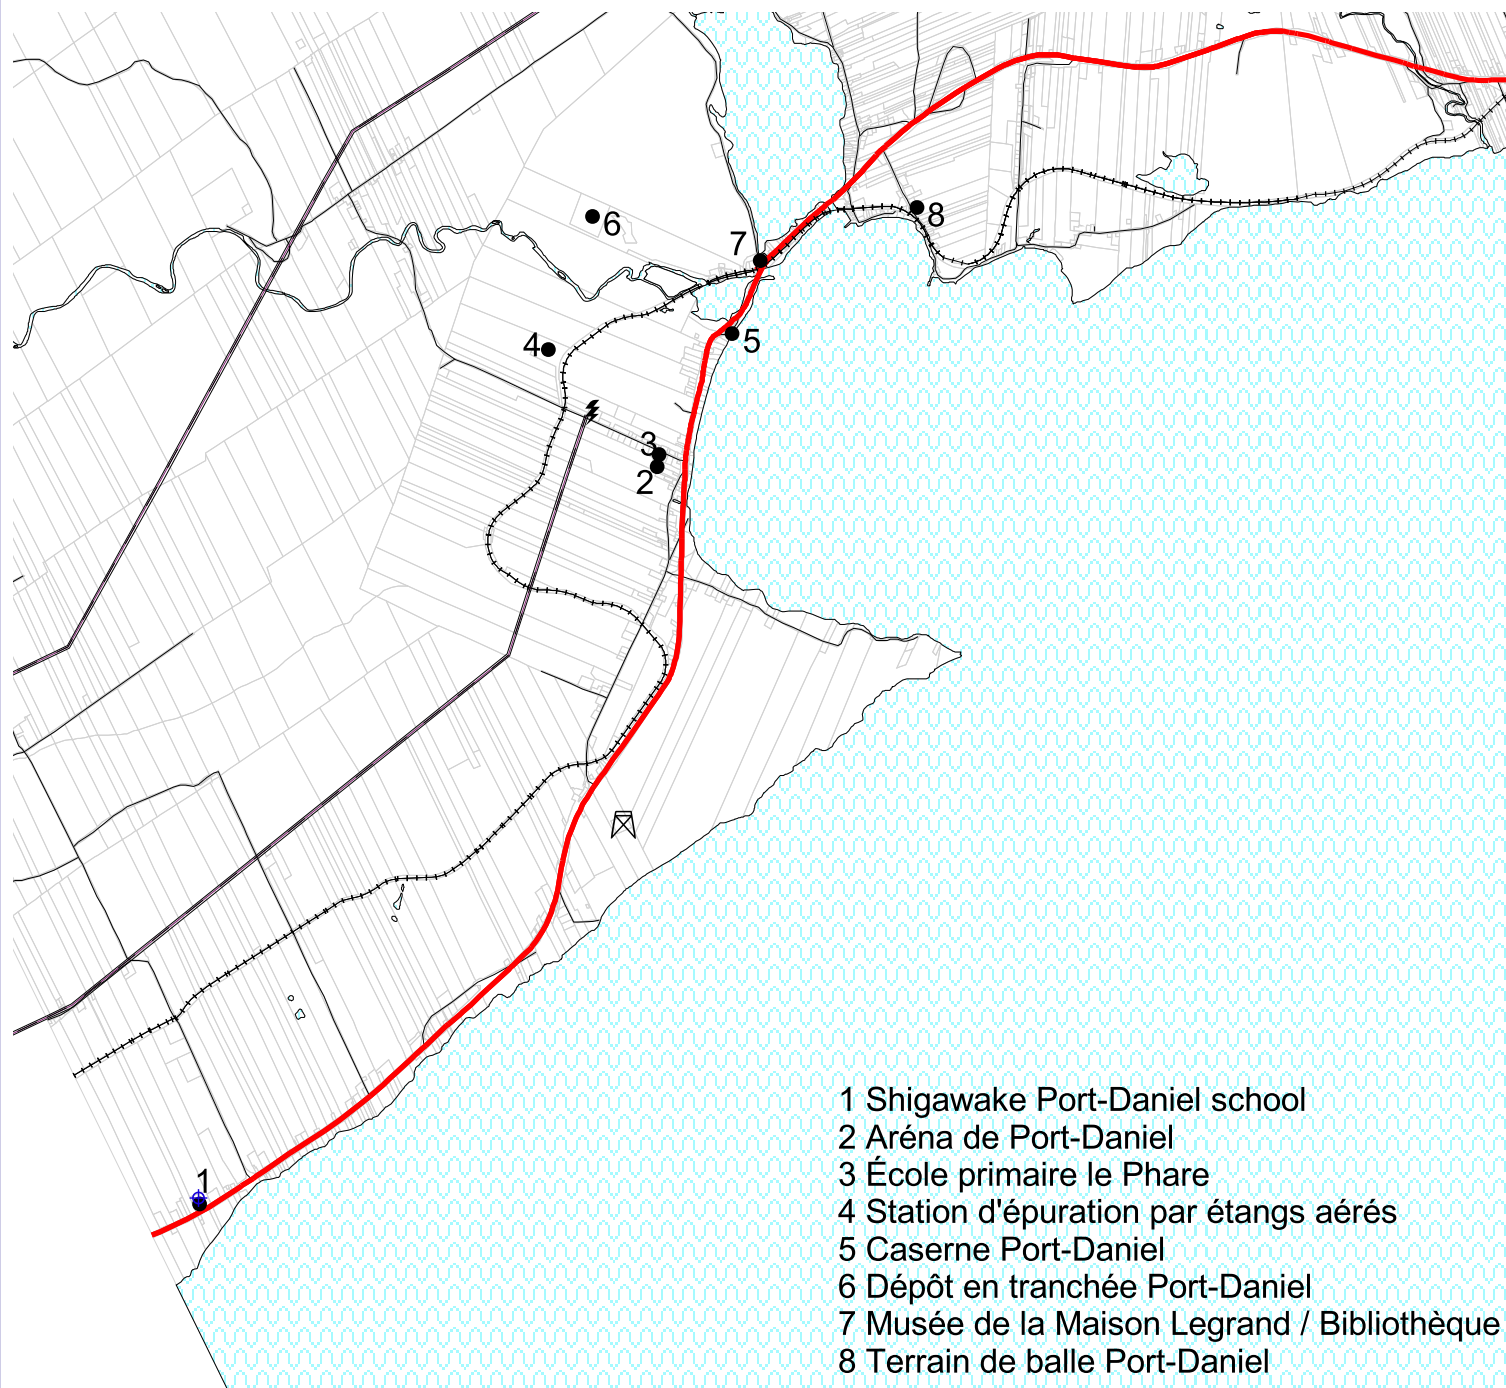 6
7
8
5
4
3
2
1
1 Shigawake Port-Daniel school
2 Aréna de Port-Daniel
3 École primaire le Phare
4 Station d'épuration par étangs aérés
5 Caserne Port-Daniel
6 Dépôt en tranchée Port-Daniel
7 Musée de la Maison Legrand / Bibliothèque
8 Terrain de balle Port-Daniel